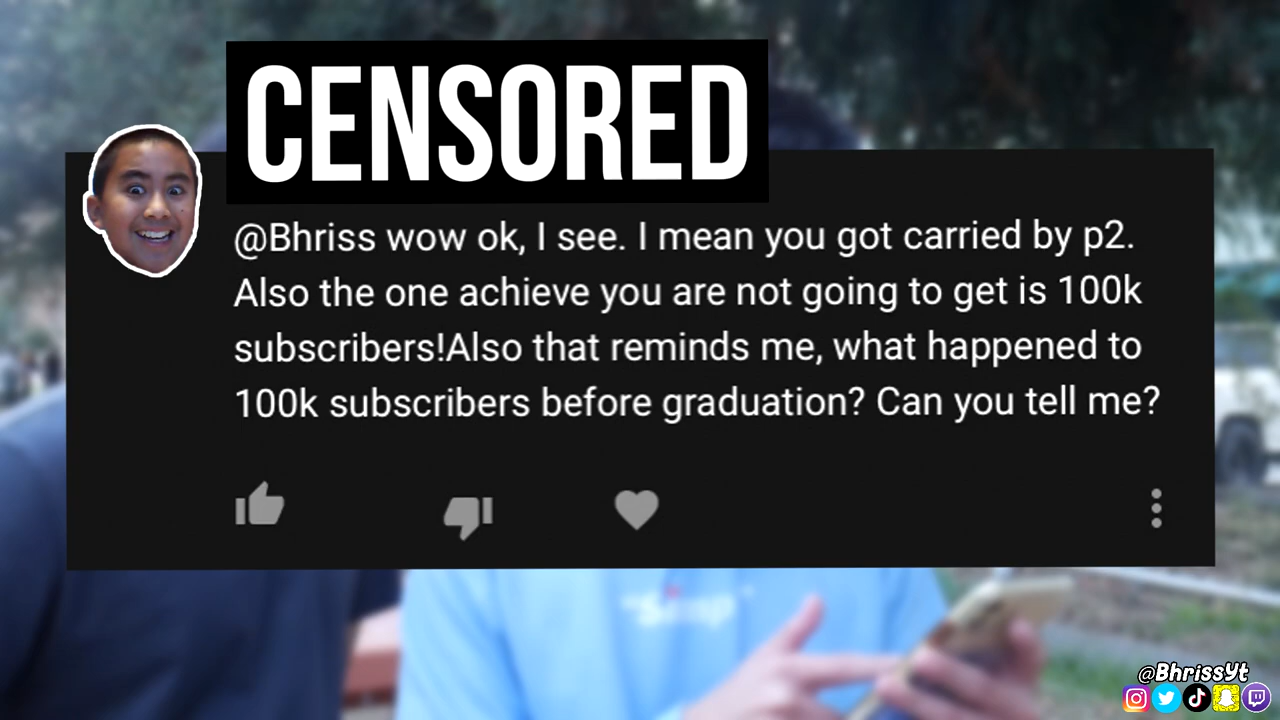 CENSORED
@Bhriss wow ok, I see. I mean you got carried by p2.
Also the one achieve you are not going to get is 100k
subscribers!Also that reminds me, what happened to
100k subscribers before graduation? Can you tell me?
@BhrissYt